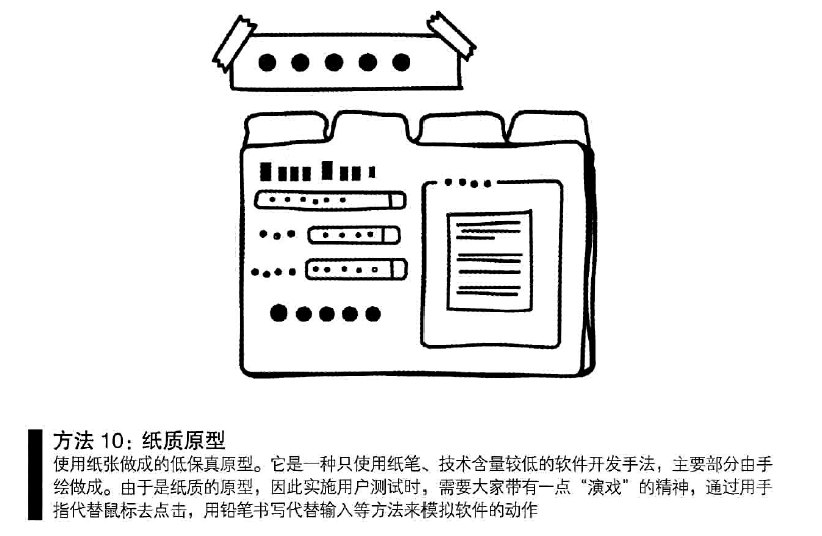 方法 10：纸质原型
使用纸张做成的低保真原型。它是一种只使用纸笔、技术含量较低的软件开发手法，主要部分由手
绘做成。由于是纸质的原型，因此实施用户测试时，需要大家带有一点“演戏”的精神，通过用手
指代替鼠标去点击，用铅笔书写代替输入等方法来模拟软件的动作